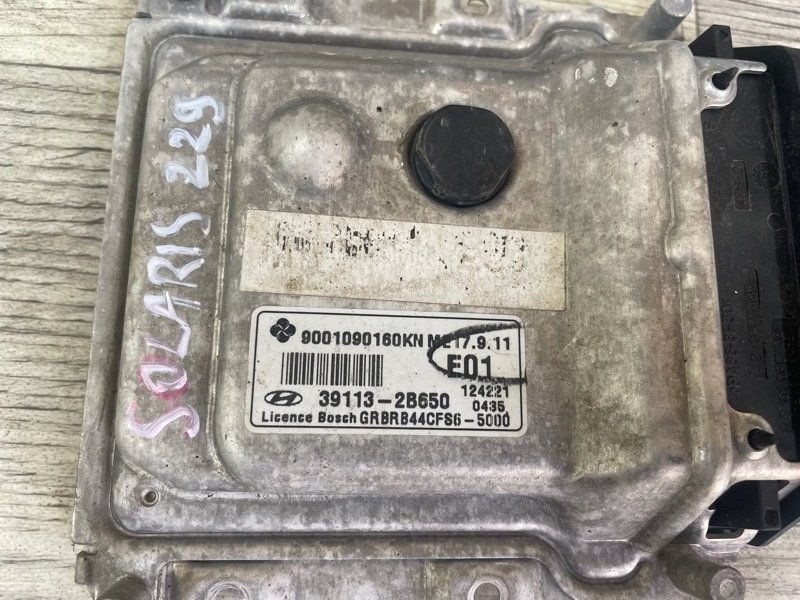 SOLARIS 229
9001090160KN ME17.9.11
E01
39113-2B650
124221
0435
Licence Bosch GRBRB44CFS6-5000